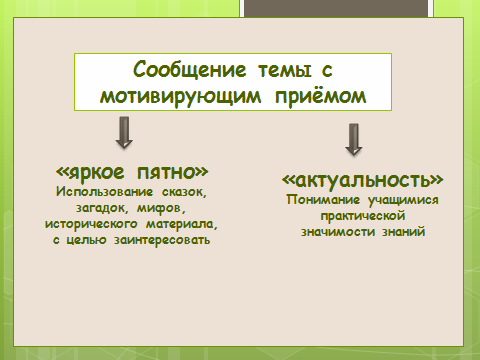 Сообщение темы с
мотивирующим приёмом
«яркое пятно»
Использование сказок,
загадок, мифов,
исторического материала,
с целью заинтересовать
«актуальность»
Понимание учащимися
практической
значимости знаний